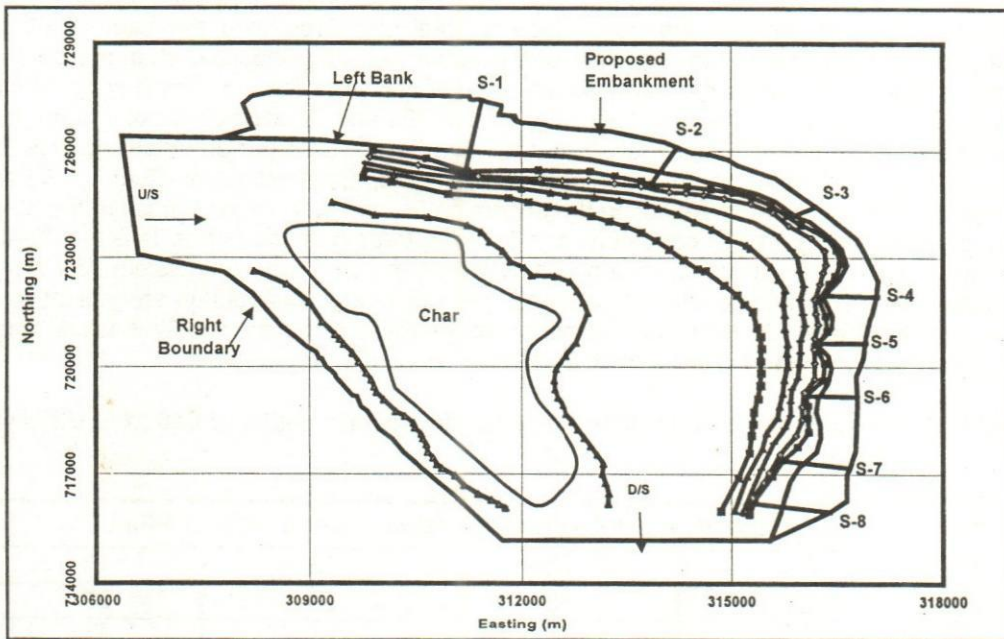 729000
726000
723000
720000
717000
714000
Northing (m)
306000
309000
312000
315000
318000
Easting (m)
Left Bank
S-1
Proposed
Embankment
S-2
S-3
U/S
S-4
Char
Right
Boundary
S-5
S-6
S-7
D/S
S-8